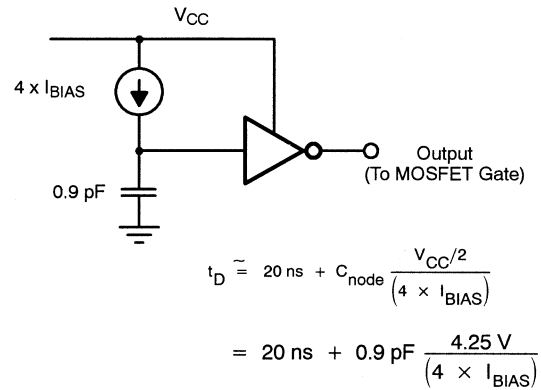 VCC
4 x IBIAS
0.9 pF
Output
(To MOSFET Gate)
tD ≅ 20 ns + Cnode VCC/2 / (4 × IBIAS)
= 20 ns + 0.9 pF 4.25 V / (4 × IBIAS)